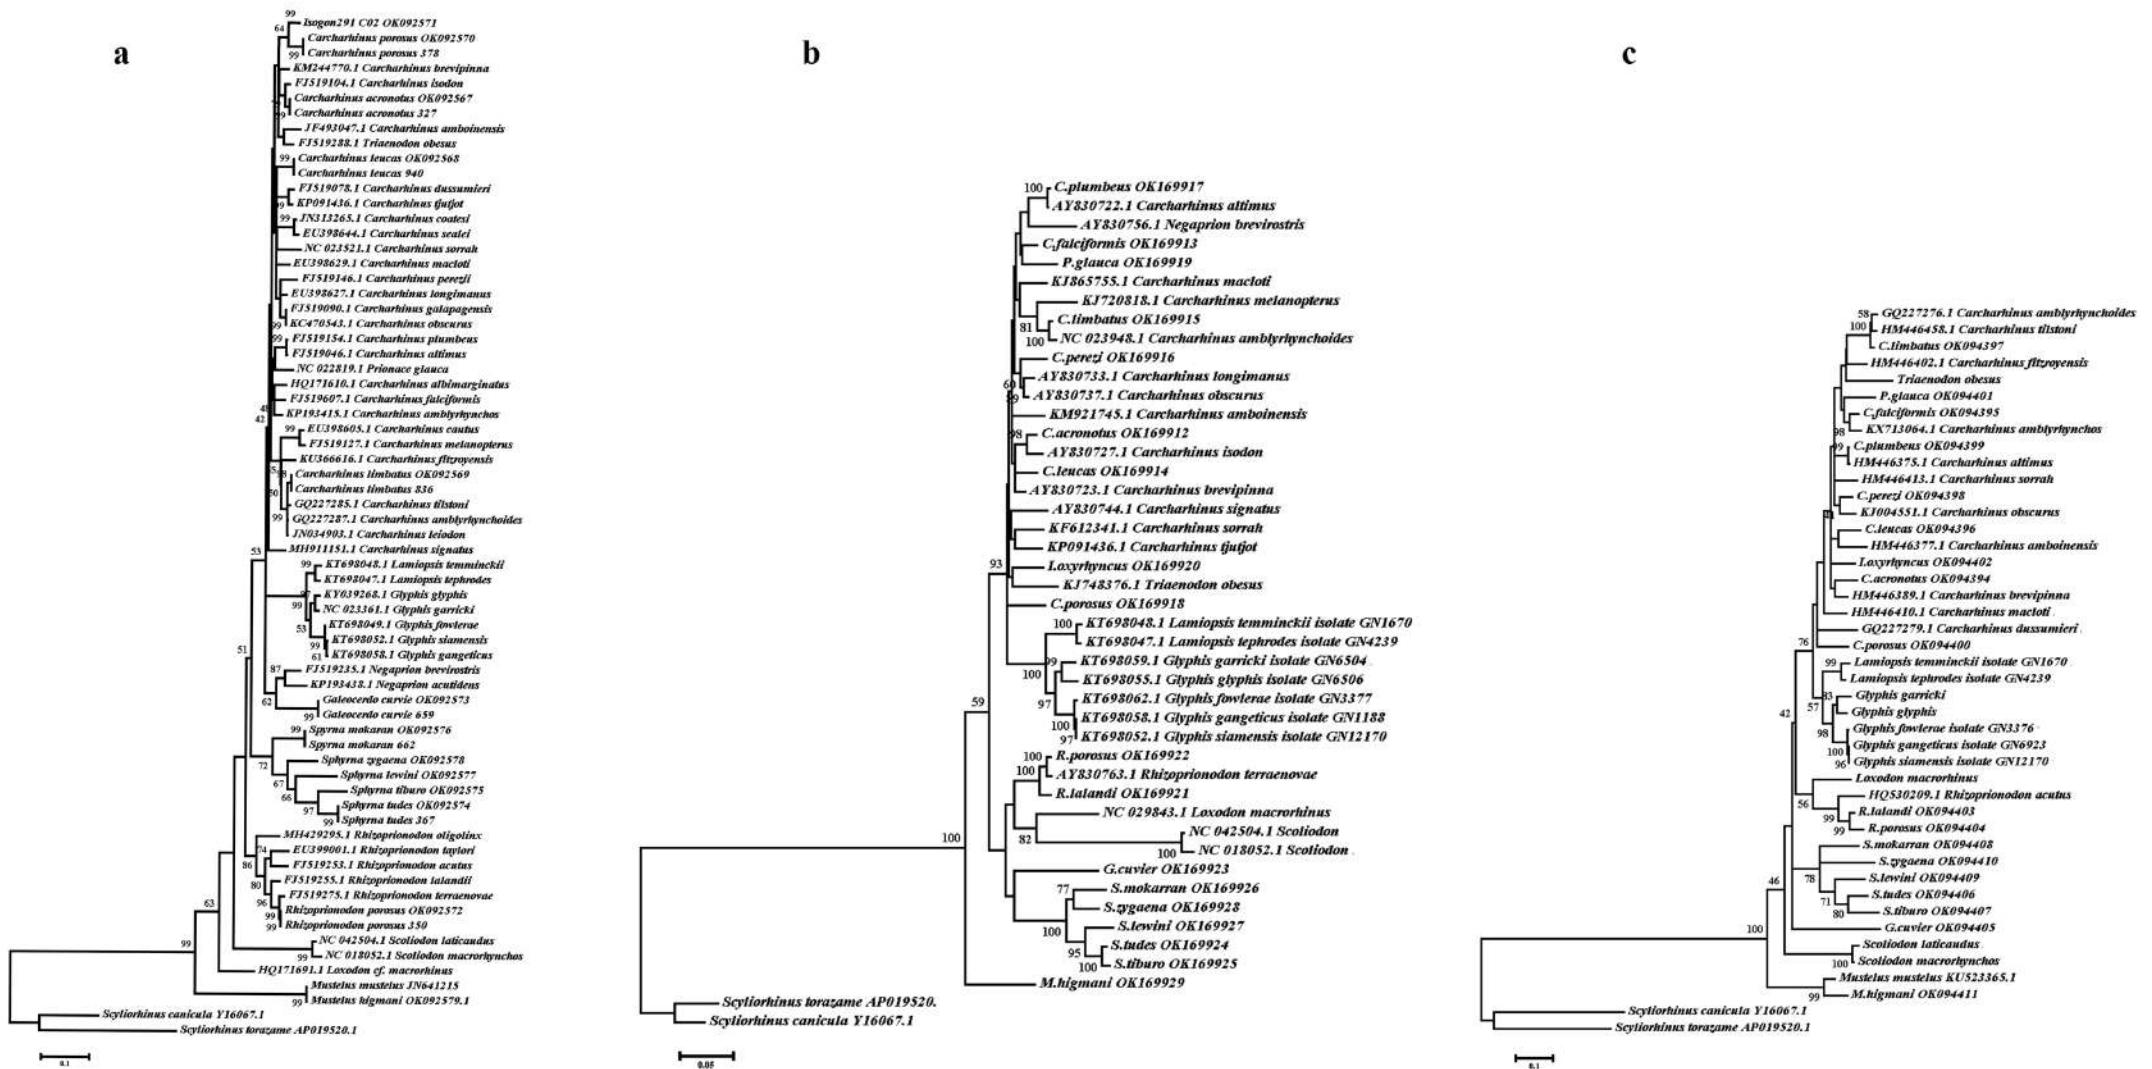 a
99
Isogon291 C02 OK092571
64
Carcharhinus porosus OK092570
99
Carcharhinus porosus 378
KM244770.1 Carcharhinus brevipinna
FJ519104.1 Carcharhinus isodon
Carcharhinus acronotus OK092567
Carcharhinus acronotus 327
JF493047.1 Carcharhinus amboinensis
FJ519288.1 Triaenodon obesus
99
Carcharhinus leucas OK092568
Carcharhinus leucas 940
FJ519078.1 Carcharhinus dussumieri
KP091436.1 Carcharhinus tjutjot
99
JN313265.1 Carcharhinus coatesi
EU398644.1 Carcharhinus sealei
NC 023521.1 Carcharhinus sorrah
EU398629.1 Carcharhinus macloti
FJ519146.1 Carcharhinus perezii
EU398627.1 Carcharhinus longimanus
FJ519090.1 Carcharhinus galapagensis
99
KC470543.1 Carcharhinus obscurus
99
FJ519154.1 Carcharhinus plumbeus
FJ519046.1 Carcharhinus altimus
NC 022819.1 Prionace glauca
HQ171610.1 Carcharhinus albimarginatus
FJ519607.1 Carcharhinus falciformis
KP193415.1 Carcharhinus amblyrhynchos
42
99
EU398605.1 Carcharhinus cautus
FJ519127.1 Carcharhinus melanopterus
KU366616.1 Carcharhinus fitzroyensis
Carcharhinus limbatus OK092569
Carcharhinus limbatus 836
50
GQ227285.1 Carcharhinus tilstoni
99
GQ227287.1 Carcharhinus amblyrhynchoides
JN034903.1 Carcharhinus leiodon
53
MH911151.1 Carcharhinus signatus
99
KT698048.1 Lamiopsis temminckii
KT698047.1 Lamiopsis tephrodes
KY039268.1 Glyphis glyphis
99
NC 023361.1 Glyphis garricki
53
KT698049.1 Glyphis fowlerae
99
KT698052.1 Glyphis siamensis
61
KT698058.1 Glyphis gangeticus
51
87
FJ519235.1 Negaprion brevirostris
KP193438.1 Negaprion acutidens
62
Galeocerdo curvie OK092573
99
Galeocerdo curvie 659
99
Spyrna mokaran OK092576
Spyrna mokaran 662
72
Sphyrna zygaena OK092578
67
Sphyrna lewini OK092577
66
Sphyrna tiburo OK092575
97
Sphyrna tudes OK092574
99
Sphyrna tudes 367
MH429295.1 Rhizoprionodon oligolinx
74
EU399001.1 Rhizoprionodon taylori
86
FJ519253.1 Rhizoprionodon acutus
80
FJ519255.1 Rhizoprionodon lalandii
96
FJ519275.1 Rhizoprionodon terraenovae
63
99
Rhizoprionodon porosus OK092572
99
Rhizoprionodon porosus 350
99
NC 042504.1 Scoliodon laticaudus
99
NC 018052.1 Scoliodon macrorhynchos
HQ171691.1 Loxodon cf. macrorhinus
Mustelus mustelus JN641215
99
Mustelus higmani OK092579.1
Scyliorhinus canicula Y16067.1
Scyliorhinus torazame AP019520.1
0.1
b
100
C.plumbeus OK169917
AY830722.1 Carcharhinus altimus
AY830756.1 Negaprion brevirostris
C.falciformis OK169913
P.glauca OK169919
KJ865755.1 Carcharhinus macloti
KJ720818.1 Carcharhinus melanopterus
81
C.limbatus OK169915
100
NC 023948.1 Carcharhinus amblyrhynchoides
C.perezi OK169916
AY830733.1 Carcharhinus longimanus
AY830737.1 Carcharhinus obscurus
KM921745.1 Carcharhinus amboinensis
98
C.acronotus OK169912
AY830727.1 Carcharhinus isodon
C.leucas OK169914
AY830723.1 Carcharhinus brevipinna
AY830744.1 Carcharhinus signatus
KF612341.1 Carcharhinus sorrah
KP091436.1 Carcharhinus tjutjot
93
I.oxyrhyncus OK169920
KJ748376.1 Triaenodon obesus
C.porosus OK169918
100
KT698048.1 Lamiopsis temminckii isolate GN1670
KT698047.1 Lamiopsis tephrodes isolate GN4239
99
KT698059.1 Glyphis garricki isolate GN6504
100
KT698055.1 Glyphis glyphis isolate GN6506
97
KT698062.1 Glyphis fowlerae isolate GN3377
59
100
KT698058.1 Glyphis gangeticus isolate GN1188
97
KT698052.1 Glyphis siamensis isolate GN12170
100
R.porosus OK169922
100
AY830763.1 Rhizoprionodon terraenovae
R.lalandi OK169921
NC 029843.1 Loxodon macrorhinus
82
NC 042504.1 Scoliodon
100
NC 018052.1 Scoliodon
100
G.cuvier OK169923
77
S.mokarran OK169926
S.zygaena OK169928
100
S.lewini OK169927
95
S.tudes OK169924
100
S.tiburo OK169925
M.higmani OK169929
Scyliorhinus torazame AP019520.
Scyliorhinus canicula Y16067.1
0.05
c
58
GQ227276.1 Carcharhinus amblyrhynchoides
100
HM446458.1 Carcharhinus tilstoni
C.limbatus OK094397
HM446402.1 Carcharhinus fitzroyensis
Triaenodon obesus
P.glauca OK094401
C.falciformis OK094395
98
KX713064.1 Carcharhinus amblyrhynchos
99
C.plumbeus OK094399
HM446375.1 Carcharhinus altimus
HM446413.1 Carcharhinus sorrah
C.perezi OK094398
KJ004551.1 Carcharhinus obscurus
C.leucas OK094396
HM446377.1 Carcharhinus amboinensis
I.oxyrhyncus OK094402
C.acronotus OK094394
HM446389.1 Carcharhinus brevipinna
HM446410.1 Carcharhinus macloti
GQ227279.1 Carcharhinus dussumieri
76
C.porosus OK094400
99
Lamiopsis temminckii isolate GN1670
Lamiopsis tephrodes isolate GN4239
83
Glyphis garricki
57
Glyphis glyphis
42
98
Glyphis fowlerae isolate GN3376
100
Glyphis gangeticus isolate GN6923
96
Glyphis siamensis isolate GN12170
Loxodon macrorhinus
56
HQ530209.1 Rhizoprionodon acutus
99
R.lalandi OK094403
99
R.porosus OK094404
S.mokarran OK094408
S.zygaena OK094410
46
78
S.lewini OK094409
71
S.tudes OK094406
80
S.tiburo OK094407
100
G.cuvier OK094405
Scoliodon laticaudus
100
Scoliodon macrorhynchos
Mustelus mustelus KU523365.1
99
M.higmani OK094411
Scyliorhinus canicula Y16067.1
Scyliorhinus torazame AP019520.1
0.1